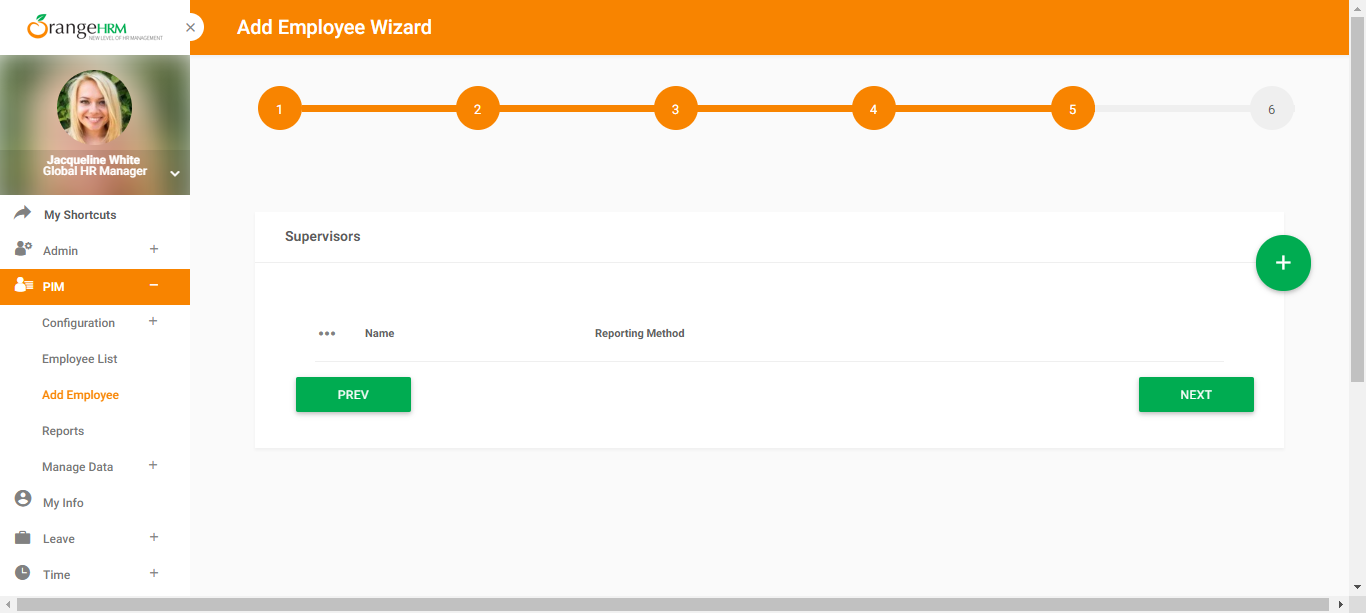 OrangeHRM
NEW LEVEL OF HR MANAGEMENT
Add Employee Wizard
1 2 3 4 5 6
Jacqueline White
Global HR Manager
My Shortcuts
Admin
PIM
Configuration
Employee List
Add Employee
Reports
Manage Data
My Info
Leave
Time
Supervisors
Name Reporting Method
PREV NEXT